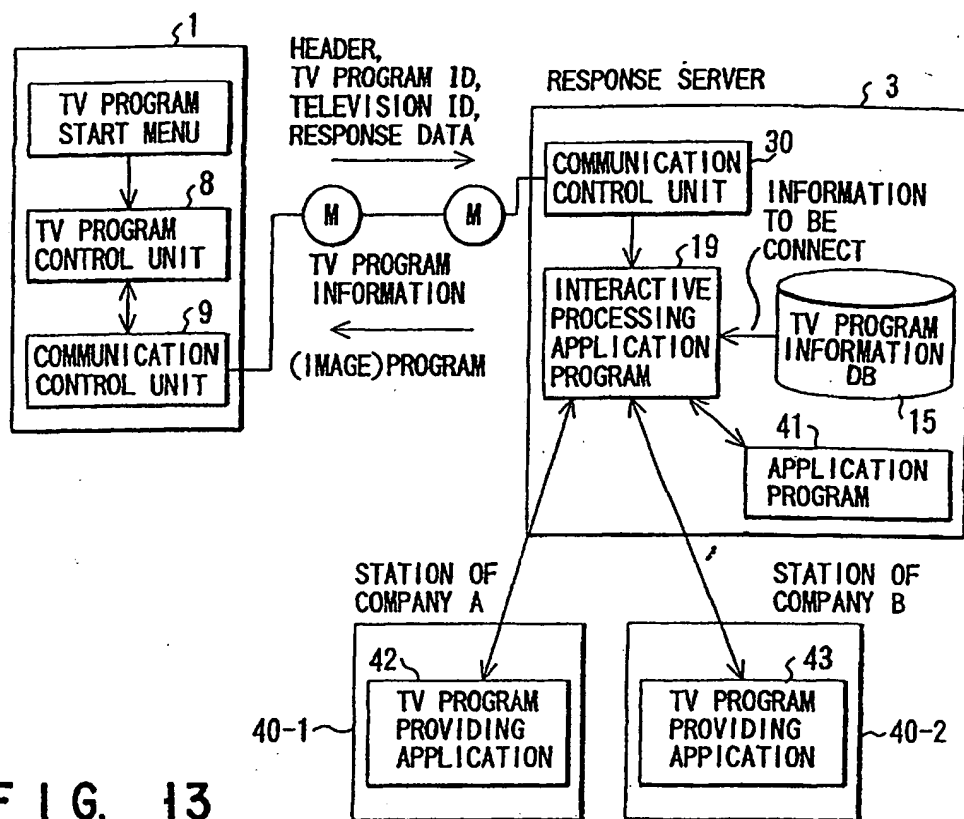 1
TV PROGRAM
START MENU
8
TV PROGRAM
CONTROL UNIT
9
COMMUNICATION
CONTROL UNIT
HEADER,
TV PROGRAM ID,
TELEVISION ID,
RESPONSE DATA
M
M
TV PROGRAM
INFORMATION
(IMAGE)PROGRAM
RESPONSE SERVER
3
COMMUNICATION
CONTROL UNIT
30
INFORMATION
TO BE
CONNECT
19
INTERACTIVE
PROCESSING
APPLICATION
PROGRAM
TV PROGRAM
INFORMATION
DB
15
41
APPLICATION
PROGRAM
STATION OF
COMPANY A
42
TV PROGRAM
PROVIDING
APPLICATION
40-1
STATION OF
COMPANY B
43
TV PROGRAM
PROVIDING
APPICATION
40-2
FIG. 13